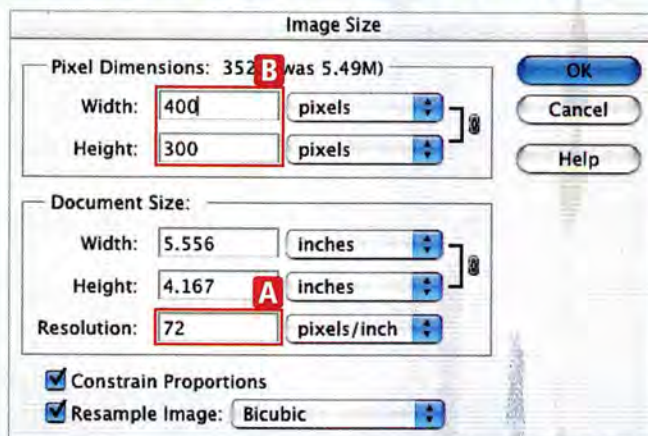 Image Size
Pixel Dimensions: 352 was 5.49M)
B
Width: 400 pixels
Height: 300 pixels
OK
Cancel
Help
Document Size:
Width: 5.556 inches
Height: 4.167 inches
A
Resolution: 72 pixels/inch
Constrain Proportions
Resample Image: Bicubic